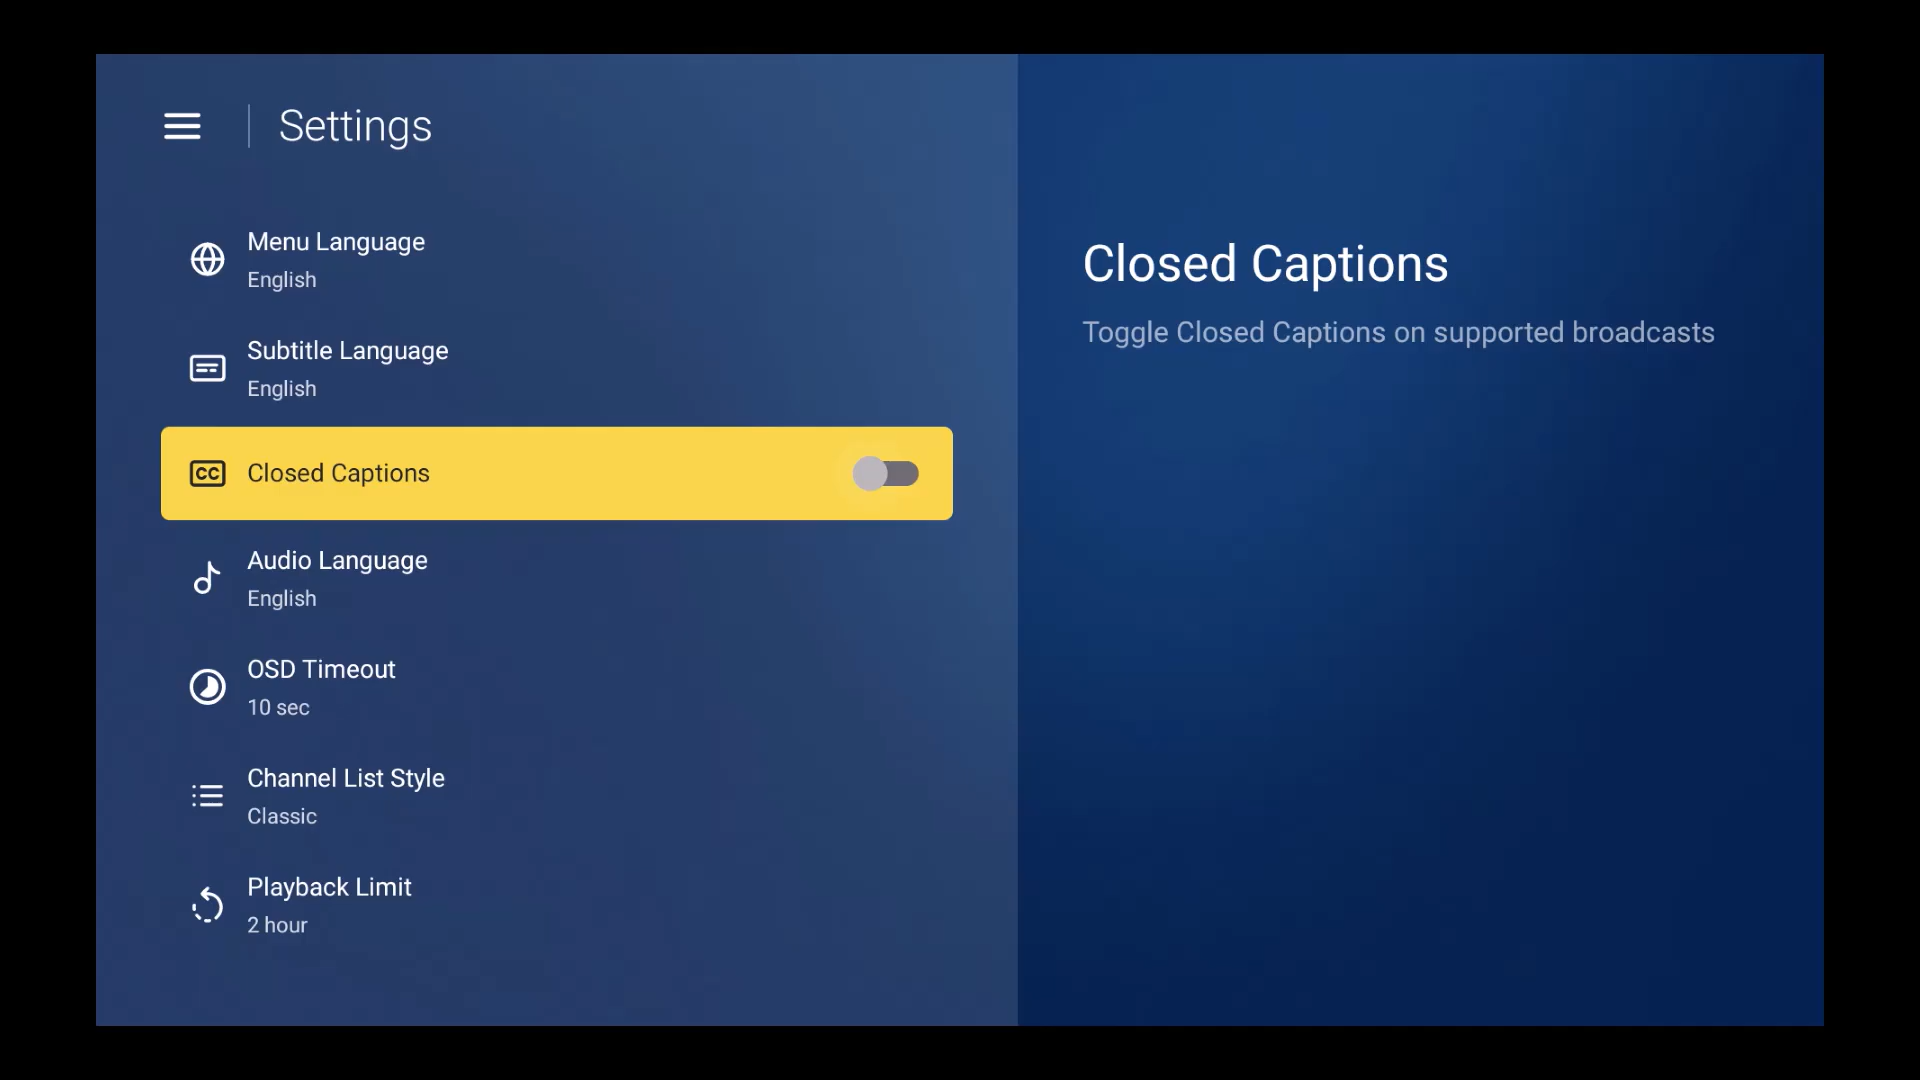 Settings
Menu Language
English
Subtitle Language
English
CC Closed Captions
Audio Language
English
OSD Timeout
10 sec
Channel List Style
Classic
Playback Limit
2 hour
Closed Captions
Toggle Closed Captions on supported broadcasts